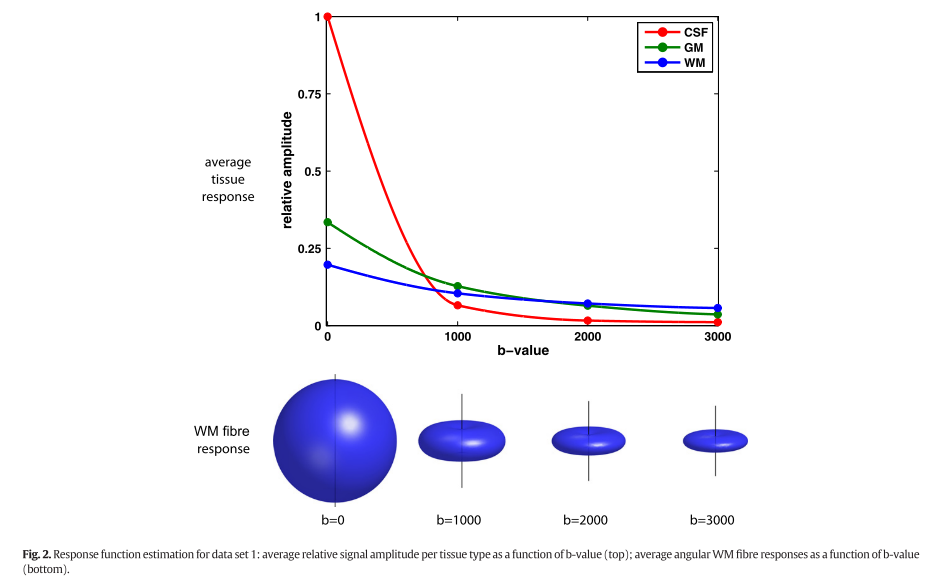 1
0.75
0.5
0.25
0
relative amplitude
average
tissue
response
CSF
GM
WM
0 1000 2000 3000
b−value
WM fibre
response
b=0 b=1000 b=2000 b=3000
Fig. 2. Response function estimation for data set 1: average relative signal amplitude per tissue type as a function of b-value (top); average angular WM fibre responses as a function of b-value
(bottom).